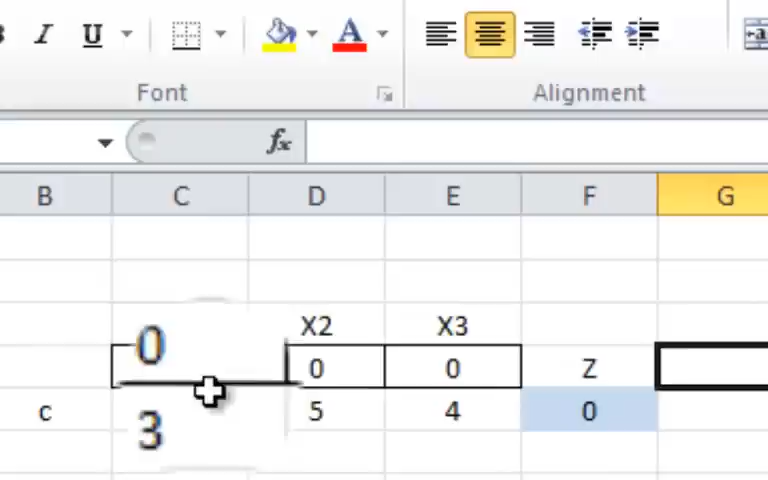 I U A
Font Alignment
fx
B C D E F G
X2 X3
0 0 0 Z
c 3 5 4 0